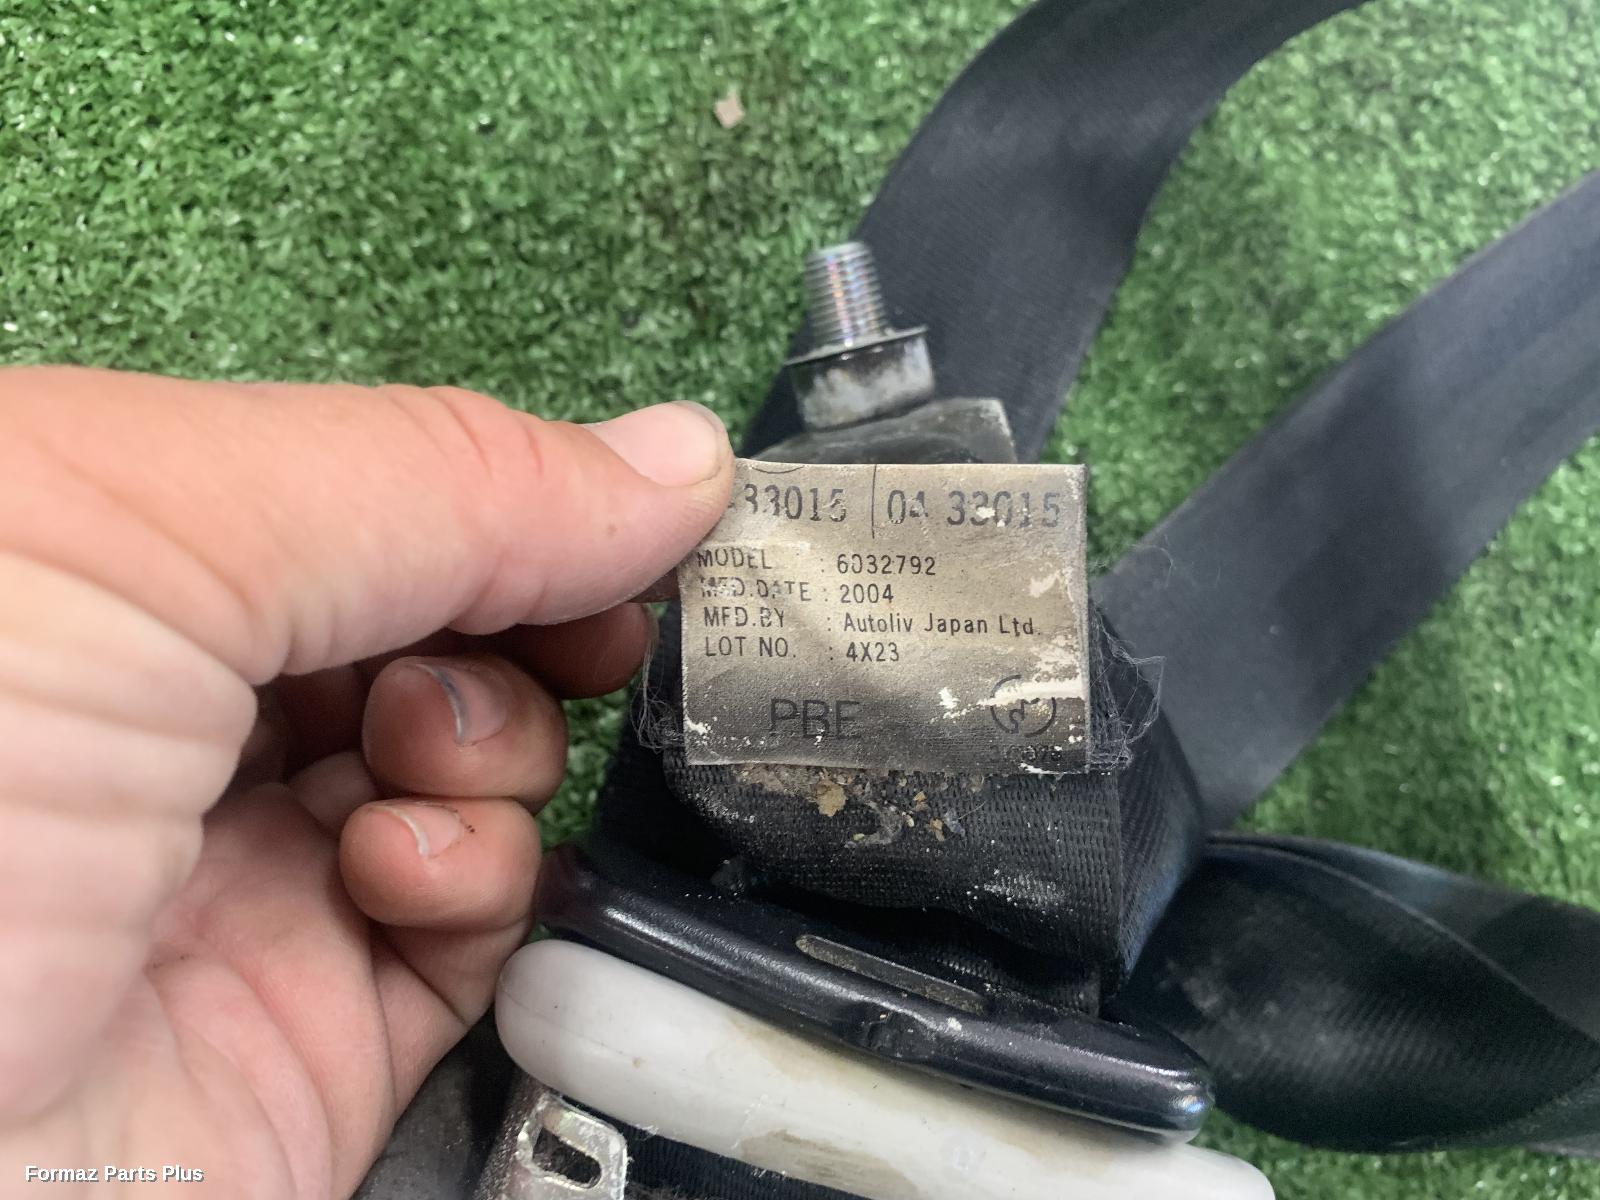 -33015 | 04 33015
MODEL : 6032792
MFD.DATE : 2004
MFD.BY : Autoliv Japan Ltd.
LOT NO. : 4X23
PBE
Formaz Parts Plus